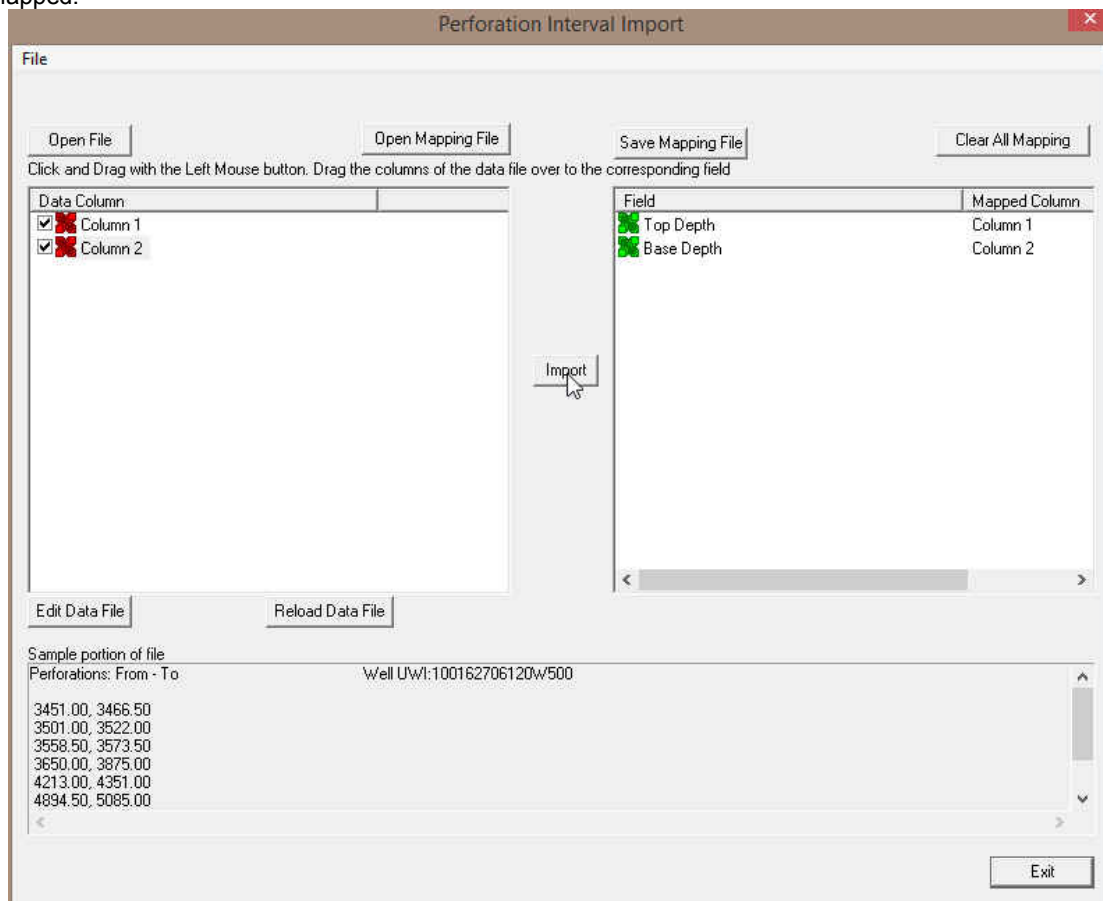 mapped.
Perforation Interval Import
File
Open File Open Mapping File Save Mapping File Clear All Mapping
Click and Drag with the Left Mouse button. Drag the columns of the data file over to the corresponding field
Data Column Field Mapped Column
Column 1 Top Depth Column 1
Column 2 Base Depth Column 2
Import
Edit Data File Reload Data File
Sample portion of file
Perforations: From - To Well UWI:100162706120W500
3451.00, 3466.50
3501.00, 3522.00
3558.50, 3573.50
3650.00, 3875.00
4213.00, 4351.00
4894.50, 5085.00
Exit